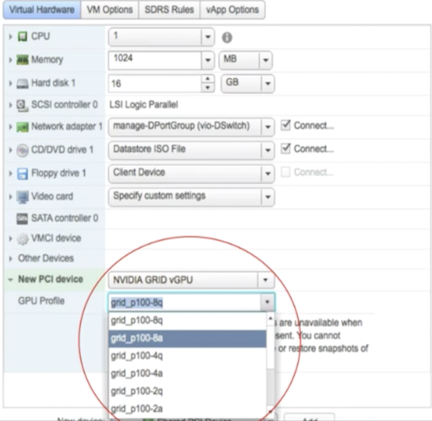 Virtual Hardware VM Options SDRS Rules vApp Options
CPU 1
Memory 1024 MB
Hard disk 1 16 GB
SCSI controller 0 LSI Logic Parallel
Network adapter 1 manage-DPortGroup (vio-DSwitch) Connect...
CD/DVD drive 1 Datastore ISO File Connect...
Floppy drive 1 Client Device Connect...
Video card Specify custom settings
SATA controller 0
VMCI device
Other Devices
New PCI device NVIDIA GRID vGPU
GPU Profile grid_p100-8q
grid_p100-8q
s are unavailable when
grid_p100-8a
sent. You cannot
grid_p100-4q
or restore snapshots of
grid_p100-4a
grid_p100-2q
grid_p100-2a
New device: Shared PCI Device Add